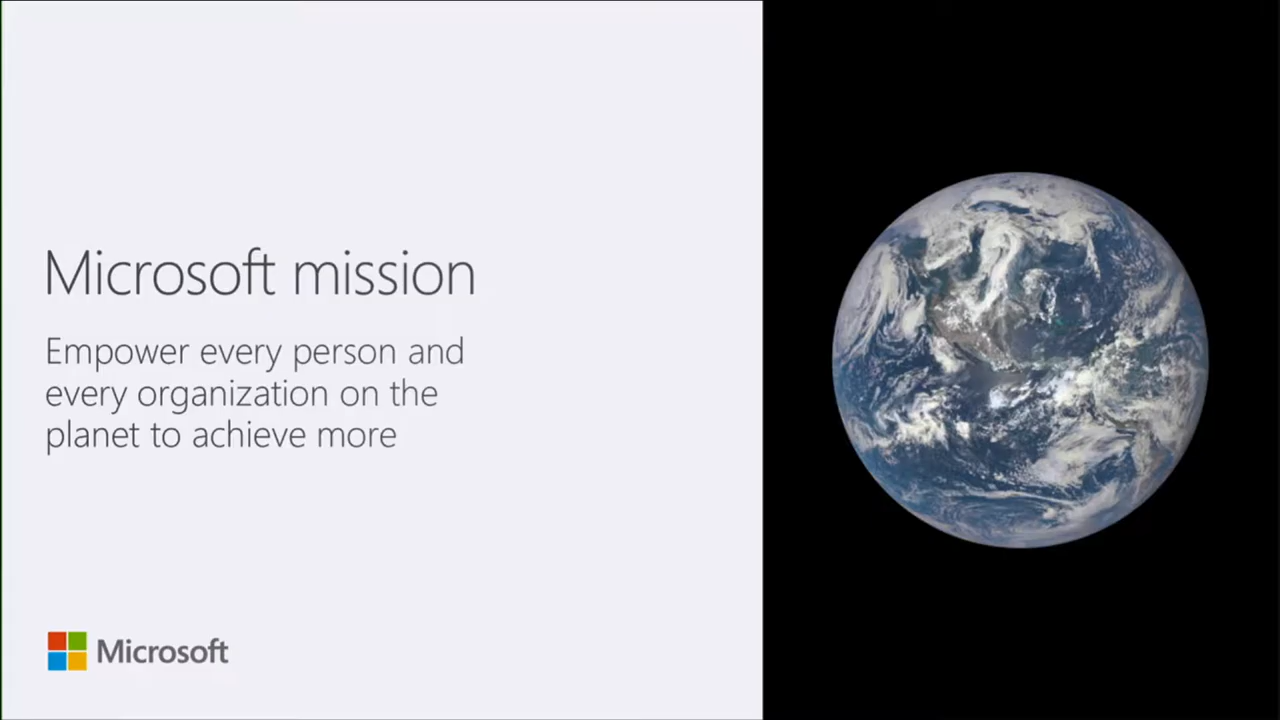 Microsoft mission
Empower every person and
every organization on the
planet to achieve more
Microsoft